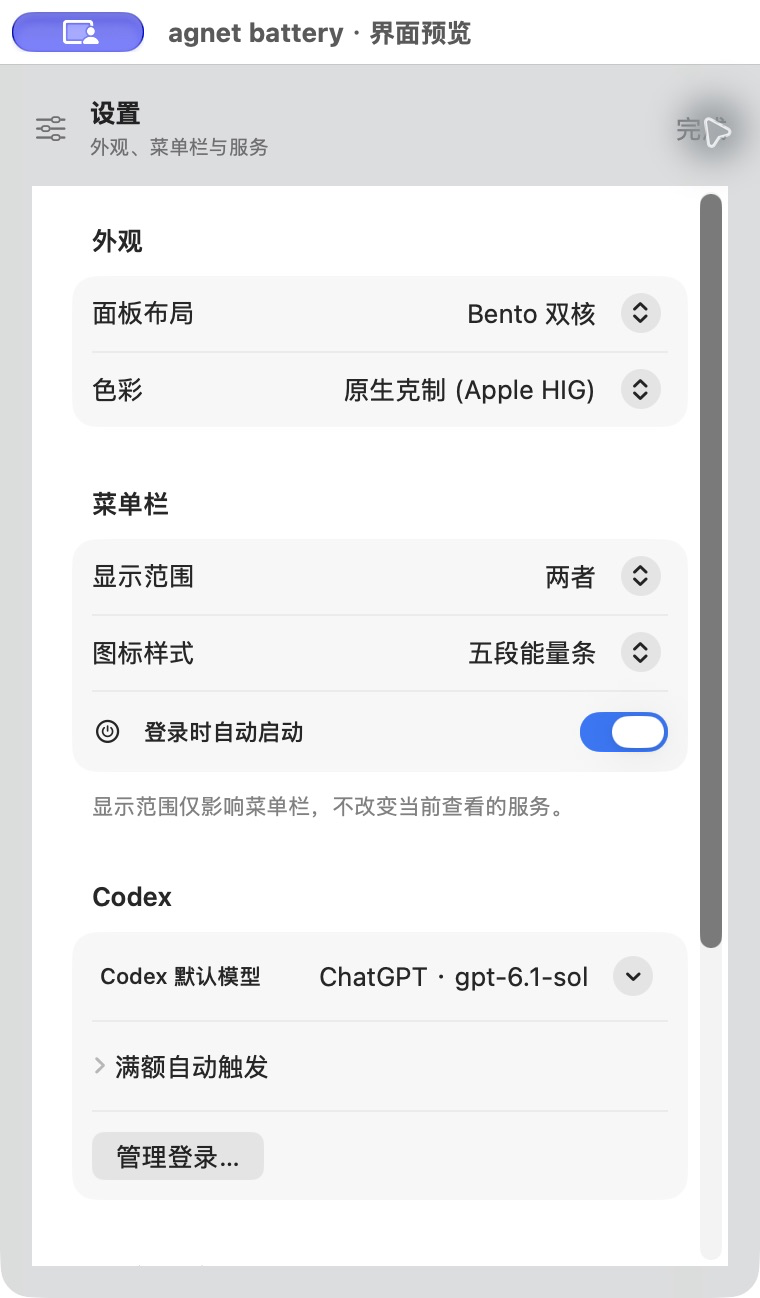 agnet battery · 界面预览
设置
外观、菜单栏与服务
外观
面板布局 Bento 双核
色彩 原生克制 (Apple HIG)
菜单栏
显示范围 两者
图标样式 五段能量条
登录时自动启动
显示范围仅影响菜单栏，不改变当前查看的服务。
Codex
Codex 默认模型 ChatGPT · gpt-6.1-sol
满额自动触发
管理登录...